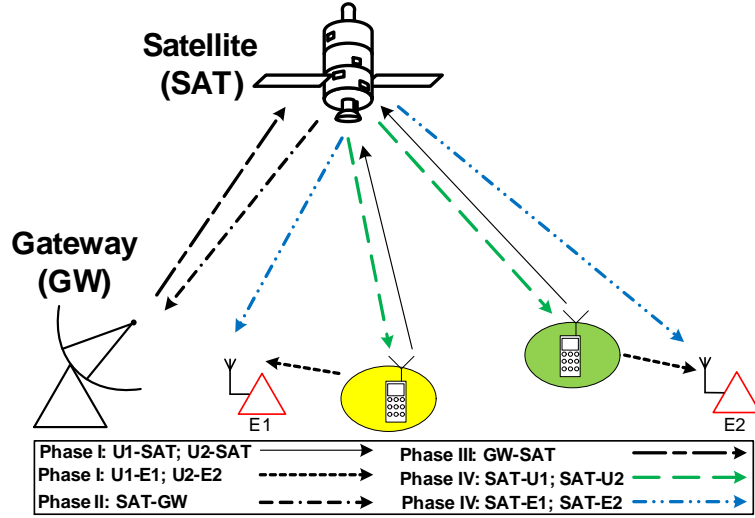 Satellite
(SAT)
Gateway
(GW)
E1
E2
Phase I: U1-SAT; U2-SAT
Phase III: GW-SAT
Phase I: U1-E1; U2-E2
Phase IV: SAT-U1; SAT-U2
Phase II: SAT-GW
Phase IV: SAT-E1; SAT-E2